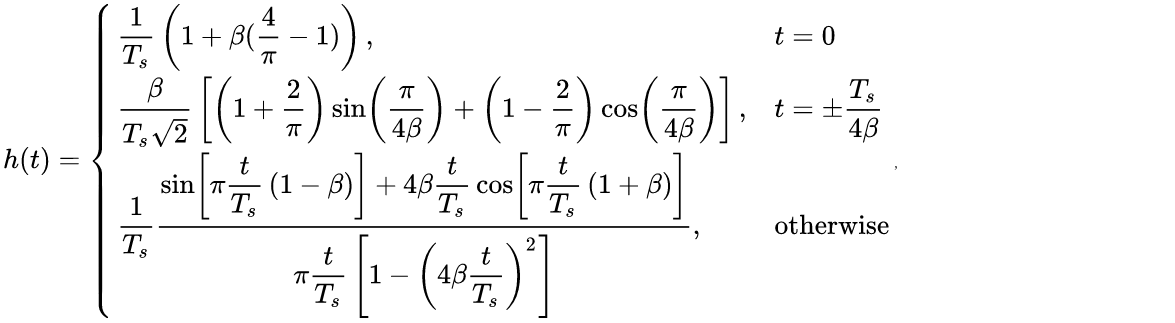 h(t) = { 1/T_s (1 + β(4/π − 1)), t = 0
β/(T_s√2) [(1 + 2/π) sin(π/4β) + (1 − 2/π) cos(π/4β)], t = ±T_s/4β
1/T_s (sin[π t/T_s (1 − β)] + 4β t/T_s cos[π t/T_s (1 + β)]) / (π t/T_s [1 − (4β t/T_s)^2]), otherwise ,